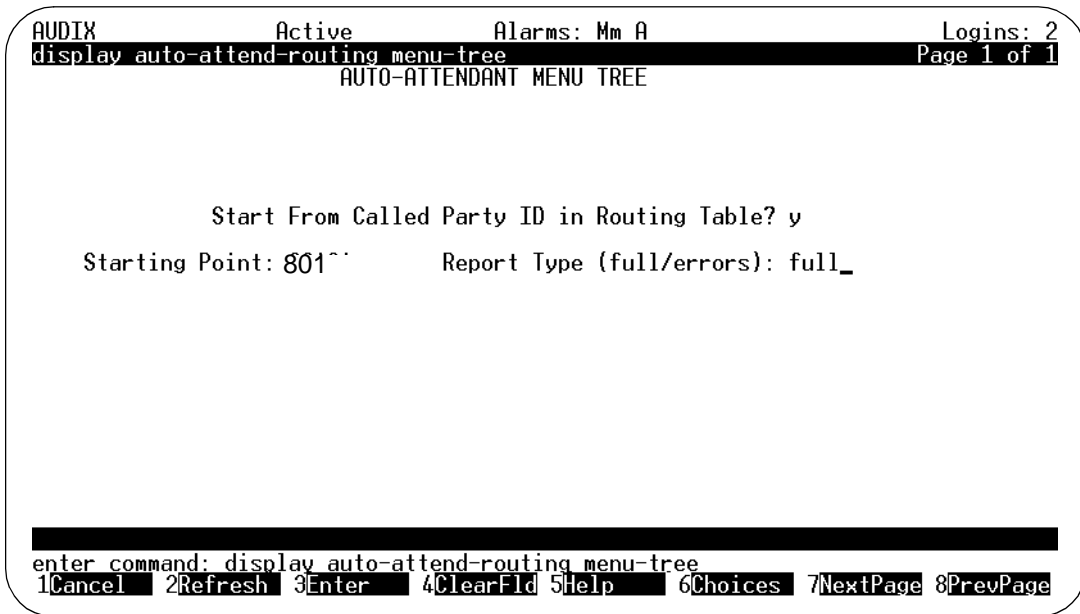 AUDIX Active Alarms: Mm A Logins: 2
display auto-attend-routing menu-tree Page 1 of 1
AUTO-ATTENDANT MENU TREE
Start From Called Party ID in Routing Table? y
Starting Point: 801 Report Type (full/errors): full_
enter command: display auto-attend-routing menu-tree
1Cancel 2Refresh 3Enter 4ClearFld 5Help 6Choices 7NextPage 8PrevPage